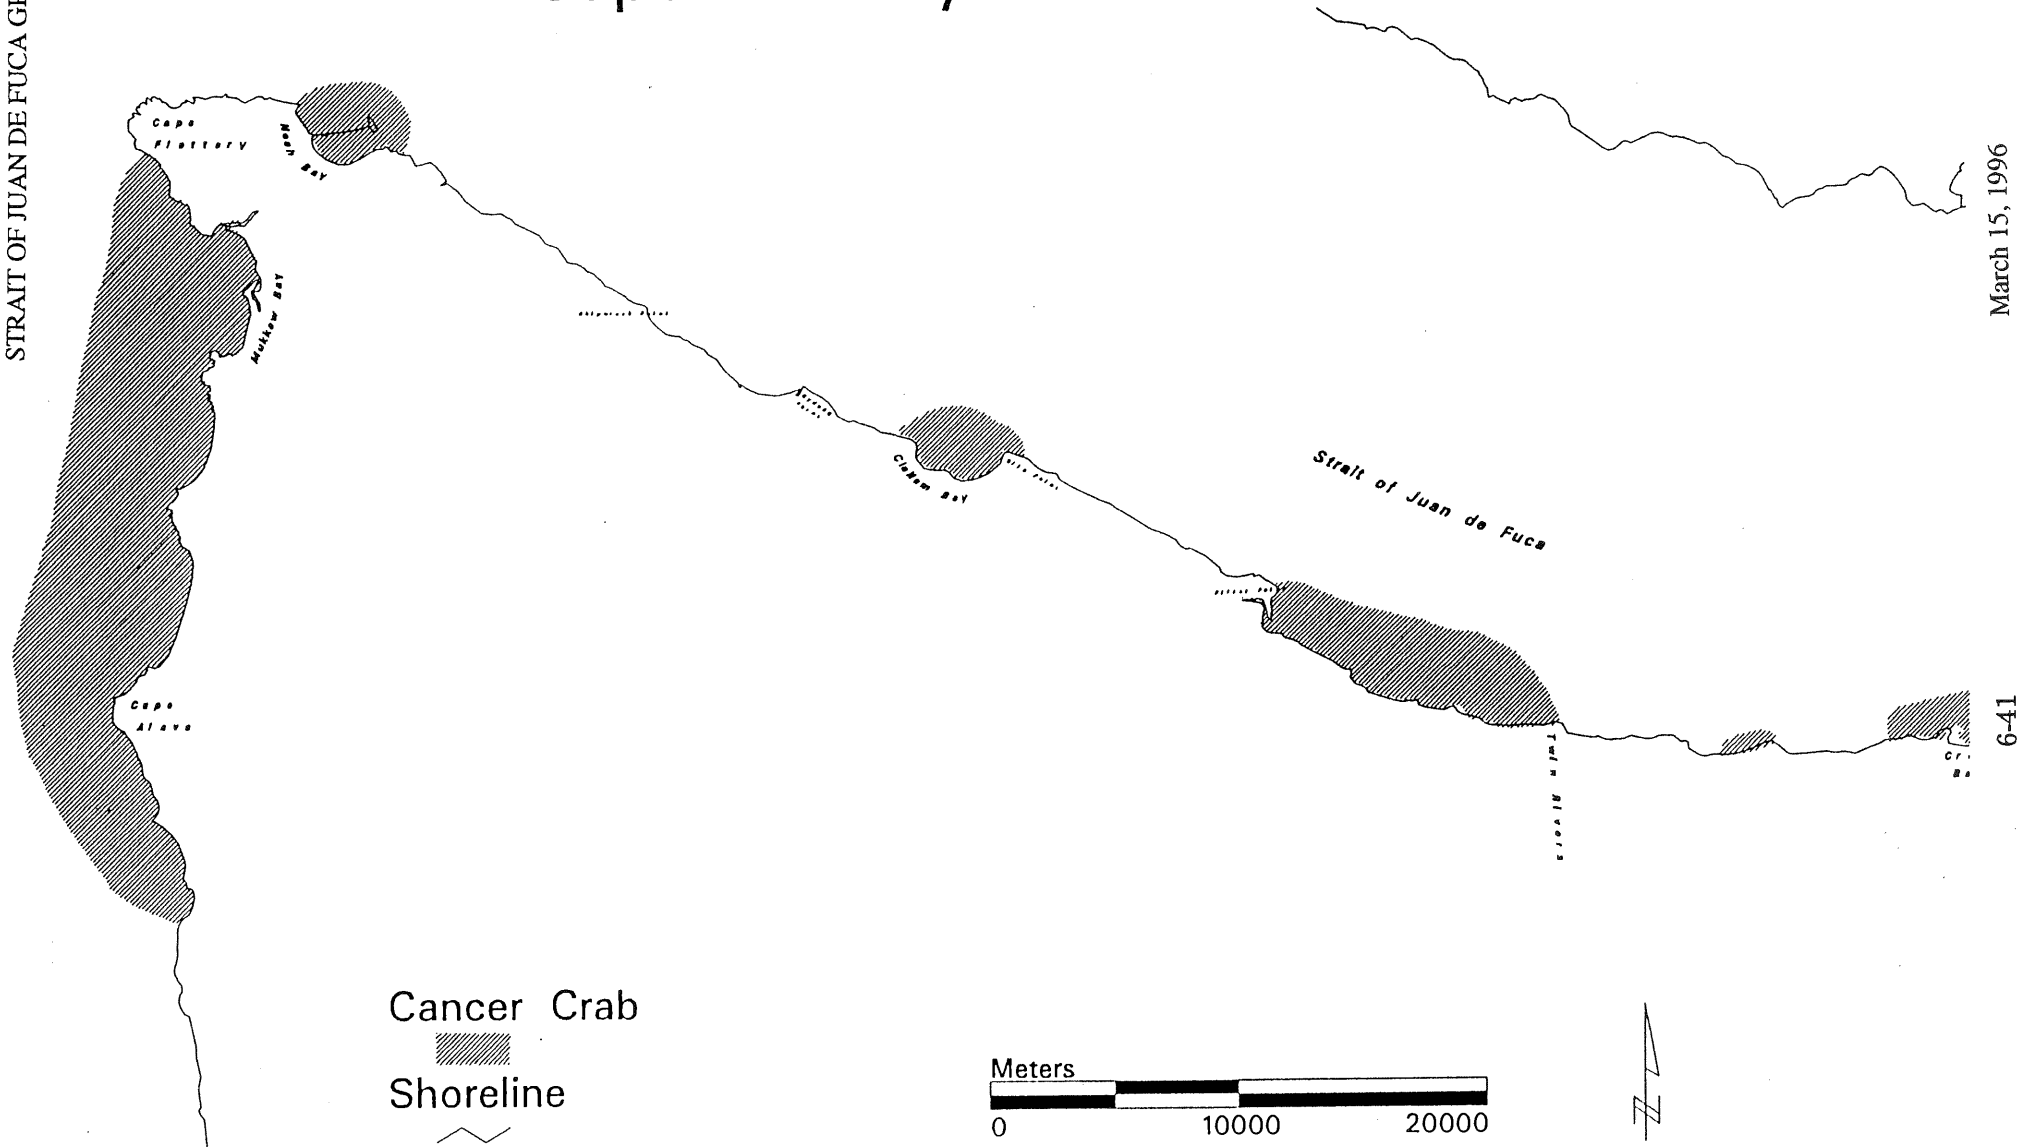 STRAIT OF JUAN DE FUCA
Cape
Flattery
Neah Bay
Mukkaw Bay
Clallam Bay
Strait of Juan de Fuca
Cape
Alava
Twin Rivers
March 15, 1996
6-41
Cancer Crab
Shoreline
Meters
0 10000 20000
N